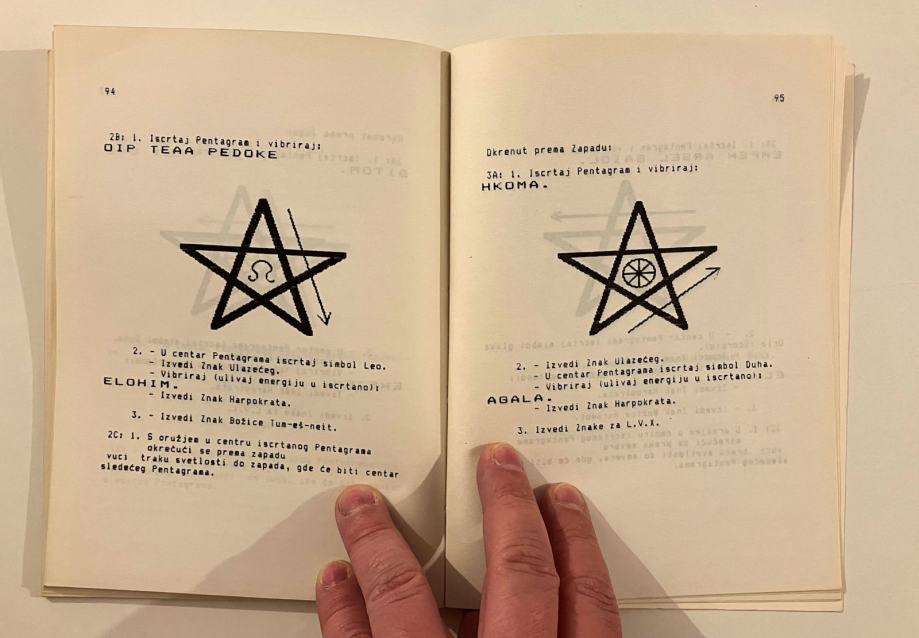 94
2B: 1. Iscrtaj Pentagram i vibriraj:
OIP TEAA PEDOKE
2. - U centar Pentagrama iscrtaj simbol Leo.
- Izvedi Znak Ulazećeg.
- Vibriraj (ulivaj energiju u iscrtano):
ELOHIM.
- Izvedi Znak Harpokrata.
3. - Izvedi Znak Božice Tum-eš-neit.
2C: 1. S oružjem u centru iscrtanog Pentagrama
okrečući se prema zapadu
vuci traku svetlosti do zapada, gde će biti centar
sledećeg Pentagrama.
95
Okrenut prema Zapadu:
3A: 1. Iscrtaj Pentagram i vibriraj:
HKOMA.
2. - Izvedi Znak Ulazećeg.
- U centar Pentagrama iscrtaj simbol Duha.
- Vibriraj (ulivaj energiju u iscrtano):
AGALA.
- Izvedi Znak Harpokrata.
3. Izvedi Znake za L.V.X.